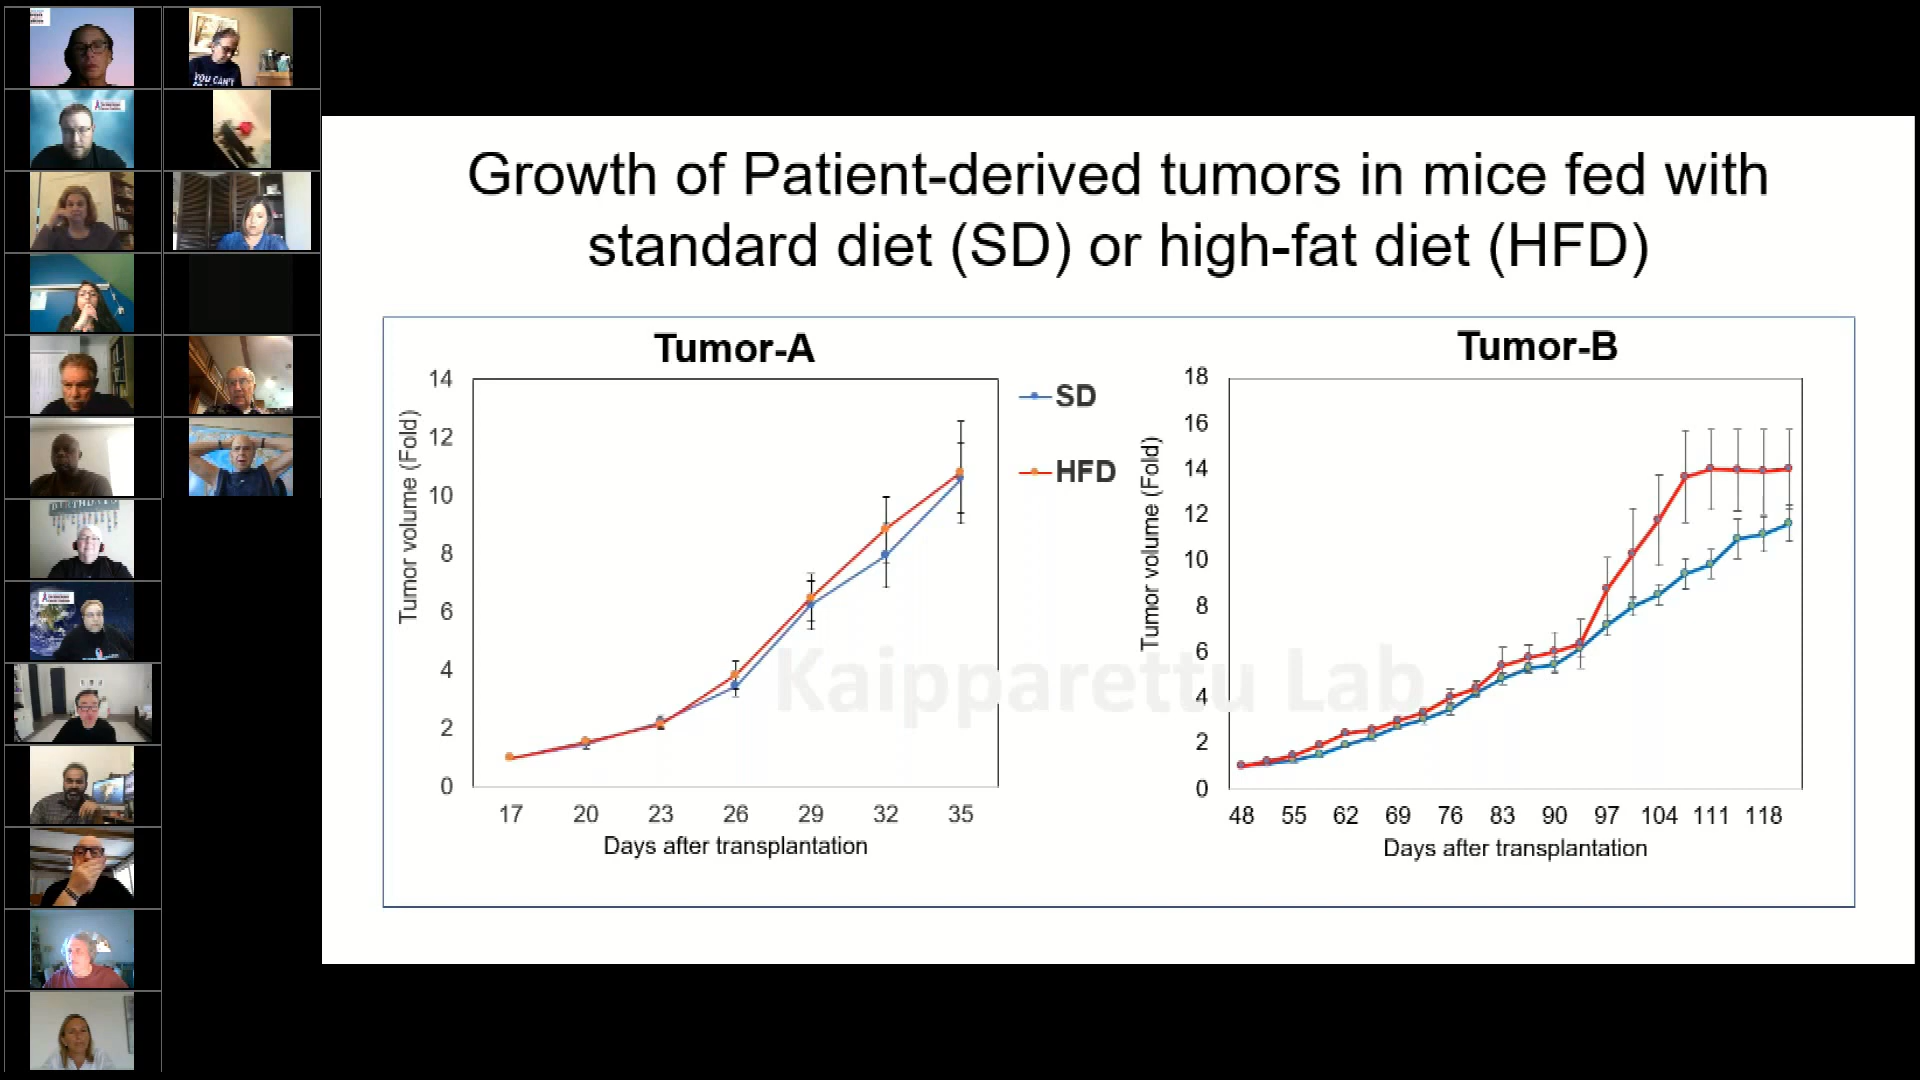 YOU CAN'T
Growth of Patient-derived tumors in mice fed with
standard diet (SD) or high-fat diet (HFD)
Tumor-A
Tumor volume (Fold)
14
12
10
8
6
4
2
0
17 20 23 26 29 32 35
Days after transplantation
SD
HFD
Tumor-B
Tumor volume (Fold)
18
16
14
12
10
8
6
4
2
0
48 55 62 69 76 83 90 97 104 111 118
Days after transplantation
Kaipparettu Lab